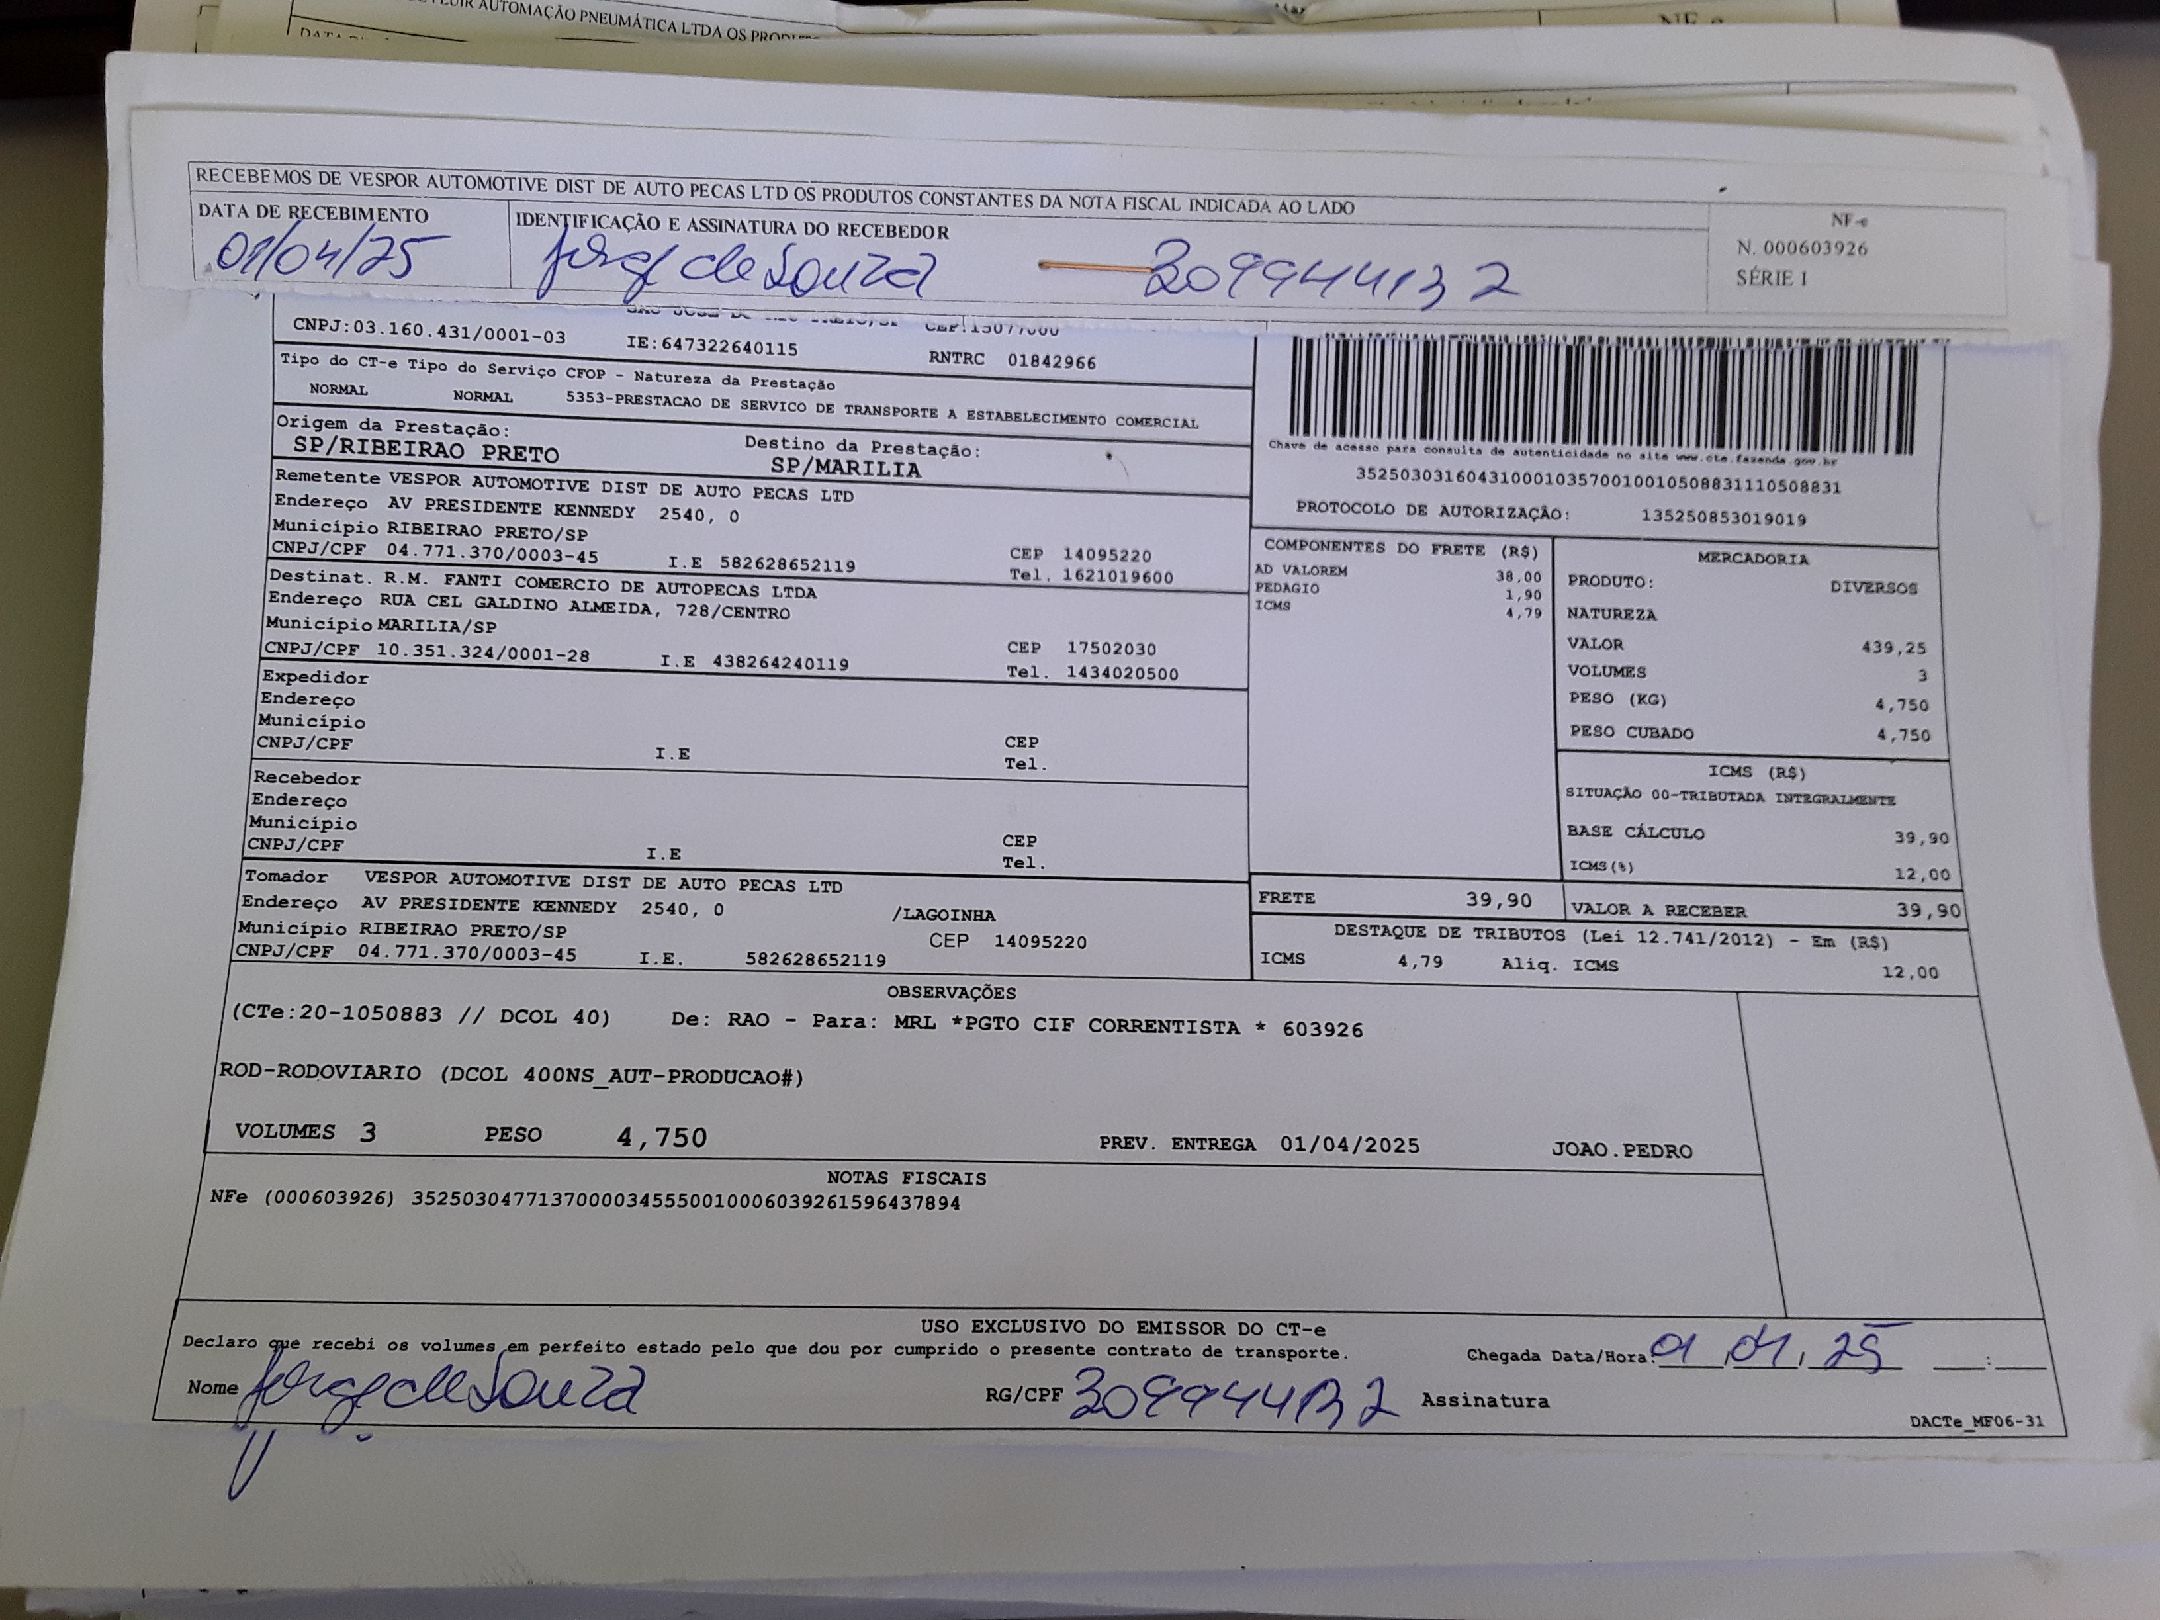 AUTOMAÇÃO PNEUMÁTICA LTDA OS
NF-e
RECEBEMOS DE VESPOR AUTOMOTIVE DIST DE AUTO PECAS LTD OS PRODUTOS CONSTANTES DA NOTA FISCAL INDICADA AO LADO
DATA DE RECEBIMENTO
IDENTIFICAÇÃO E ASSINATURA DO RECEBEDOR
NF-e
N. 000603926
SÉRIE 1
01/04/25
Jorge de Souza
CEP:15077000
CNPJ:03.160.431/0001-03 IE:647322640115 RNTRC 01842966
Tipo do CT-e Tipo do Serviço CFOP - Natureza da Prestação
NORMAL NORMAL 5353-PRESTACAO DE SERVICO DE TRANSPORTE A ESTABELECIMENTO COMERCIAL
Origem da Prestação: Destino da Prestação:
SP/RIBEIRAO PRETO SP/MARILIA
Remetente VESPOR AUTOMOTIVE DIST DE AUTO PECAS LTD
Endereço AV PRESIDENTE KENNEDY 2540, 0
Município RIBEIRAO PRETO/SP CEP 14095220
CNPJ/CPF 04.771.370/0003-45 I.E 582628652119 Tel. 1621019600
Destinat. R.M. FANTI COMERCIO DE AUTOPECAS LTDA
Endereço RUA CEL GALDINO ALMEIDA, 728/CENTRO
Município MARILIA/SP CEP 17502030
CNPJ/CPF 10.351.324/0001-28 I.E 438264240119 Tel. 1434020500
Expedidor
Endereço
Município CEP
CNPJ/CPF I.E Tel.
Recebedor
Endereço
Município CEP
CNPJ/CPF I.E Tel.
Tomador VESPOR AUTOMOTIVE DIST DE AUTO PECAS LTD
Endereço AV PRESIDENTE KENNEDY 2540, 0 /LAGOINHA
Município RIBEIRAO PRETO/SP CEP 14095220
CNPJ/CPF 04.771.370/0003-45 I.E. 582628652119
Chave de acesso para consulta de autenticidade no site www.cte.fazenda.gov.br
35250303160431000103570010010508831110508831
PROTOCOLO DE AUTORIZAÇÃO: 135250853019019
COMPONENTES DO FRETE (R$)
AD VALOREM 38,00
PEDAGIO 1,90
ICMS 4,79
MERCADORIA
PRODUTO: DIVERSOS
NATUREZA
VALOR 439,25
VOLUMES 3
PESO (KG) 4,750
PESO CUBADO 4,750
ICMS (R$)
SITUAÇÃO 00-TRIBUTADA INTEGRALMENTE
BASE CÁLCULO 39,90
ICMS(%) 12,00
FRETE 39,90 VALOR A RECEBER 39,90
DESTAQUE DE TRIBUTOS (Lei 12.741/2012) - Em (R$)
ICMS 4,79 Aliq. ICMS 12,00
OBSERVAÇÕES
(CTe:20-1050883 // DCOL 40) De: RAO - Para: MRL *PGTO CIF CORRENTISTA * 603926
ROD-RODOVIARIO (DCOL 400NS_AUT-PRODUCAO#)
VOLUMES 3 PESO 4,750 PREV. ENTREGA 01/04/2025 JOAO.PEDRO
NOTAS FISCAIS
NFe (000603926) 35250304771370000345550010006039261596437894
USO EXCLUSIVO DO EMISSOR DO CT-e
Declaro que recebi os volumes em perfeito estado pelo que dou por cumprido o presente contrato de transporte.
Chegada Data/Hora: 01 04 25 :
Nome Jorge de Souza RG/CPF Assinatura
DACTe_MF06-31